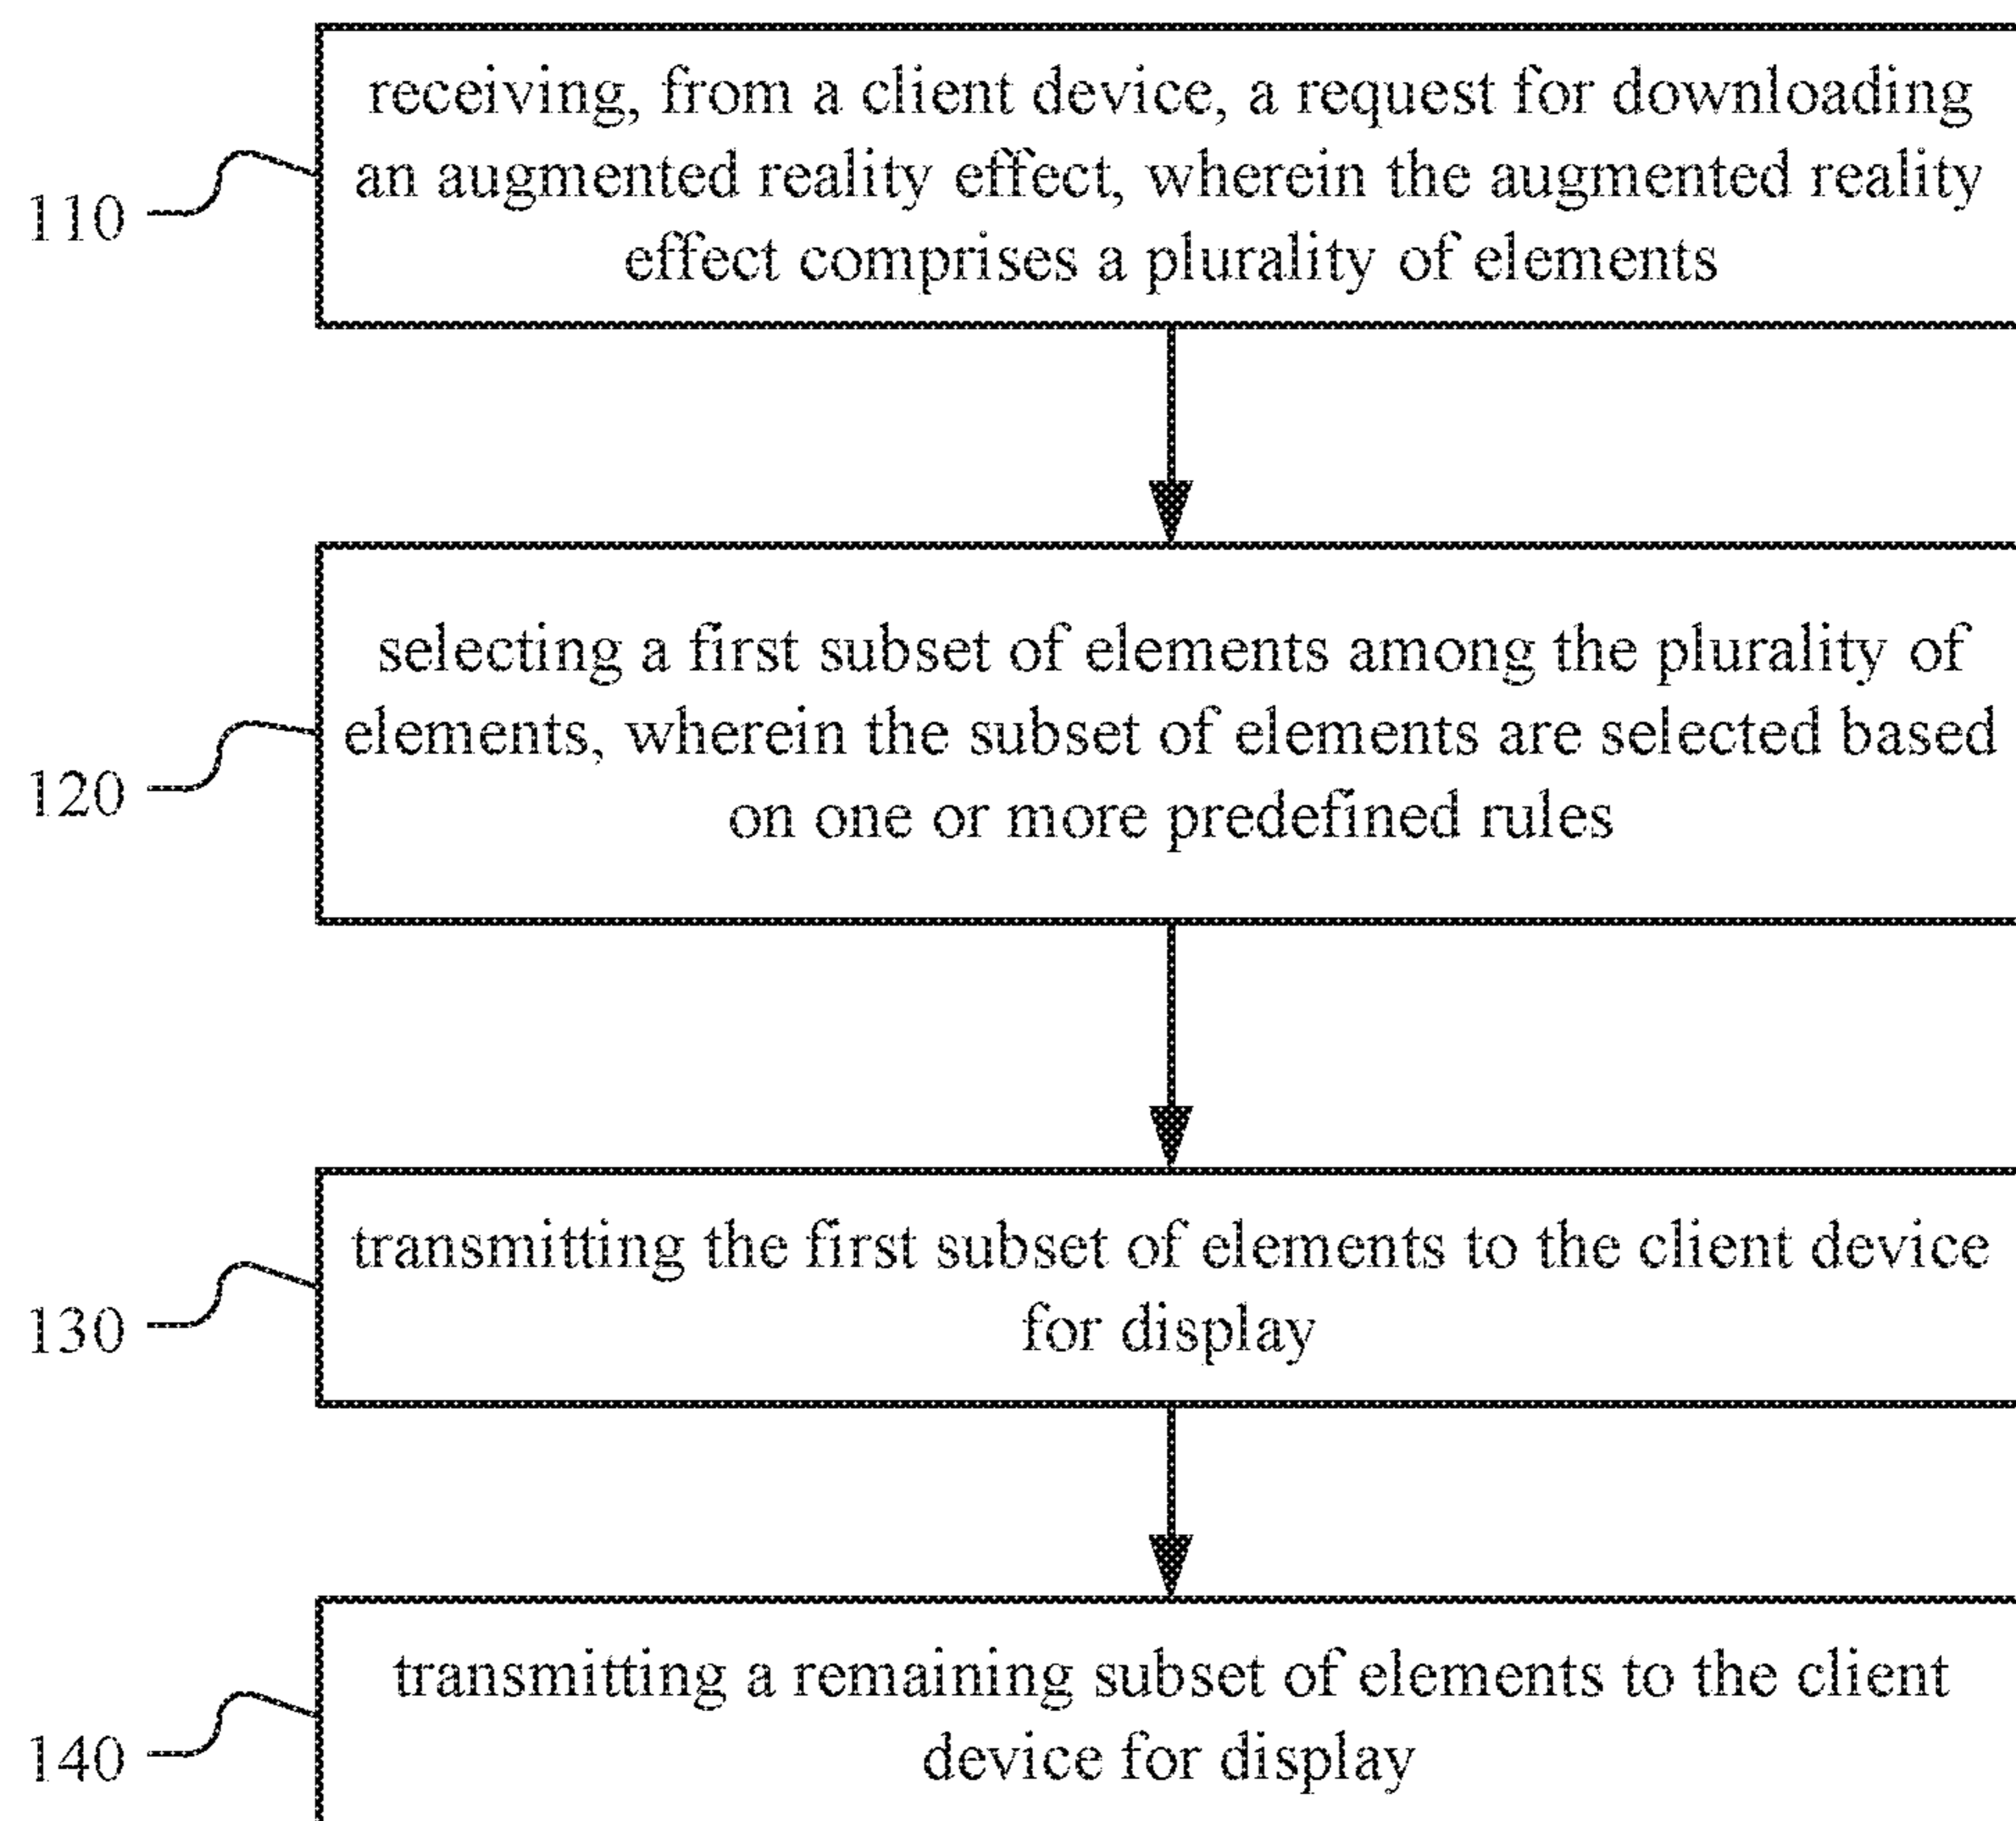 receiving, from a client device, a request for downloading
an augmented reality effect, wherein the augmented reality
effect comprises a plurality of elements
110
selecting a first subset of elements among the plurality of
elements, wherein the subset of elements are selected based
on one or more predefined rules
120
transmitting the first subset of elements to the client device
for display
130
transmitting a remaining subset of elements to the client
device for display
140